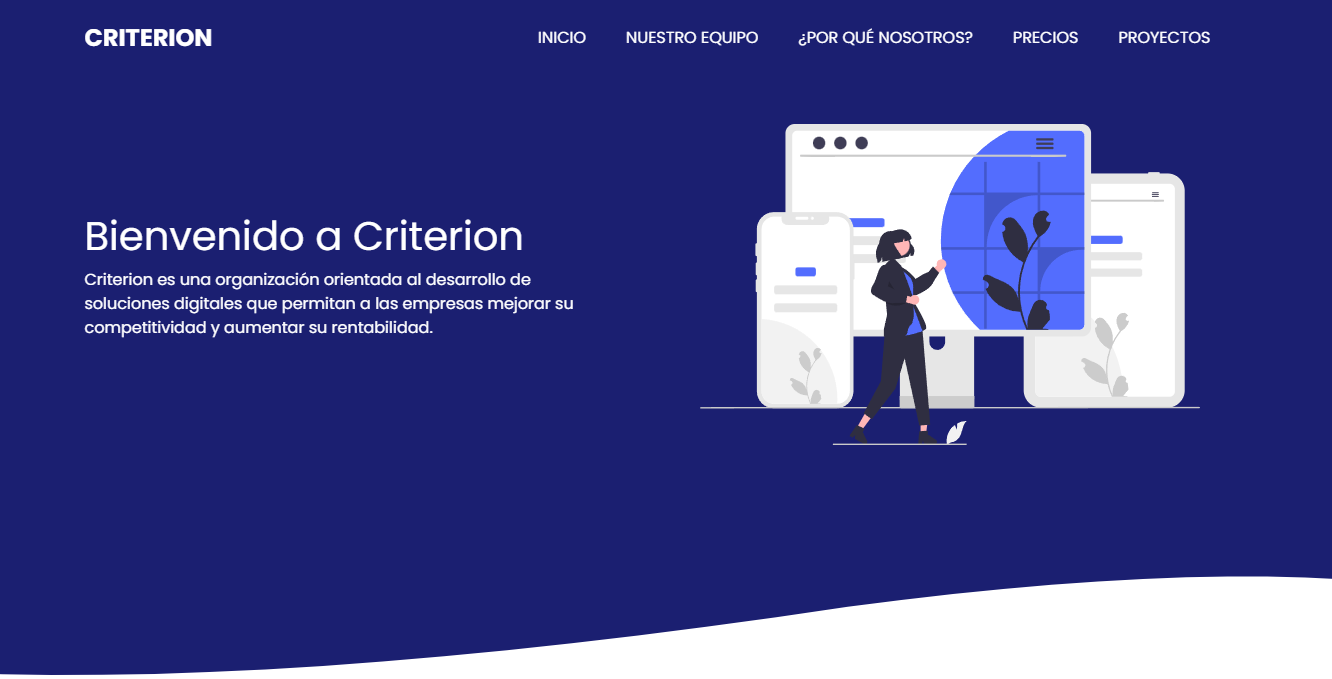 CRITERION
INICIO NUESTRO EQUIPO ¿POR QUÉ NOSOTROS? PRECIOS PROYECTOS
Bienvenido a Criterion
Criterion es una organización orientada al desarrollo de
soluciones digitales que permitan a las empresas mejorar su
competitividad y aumentar su rentabilidad.